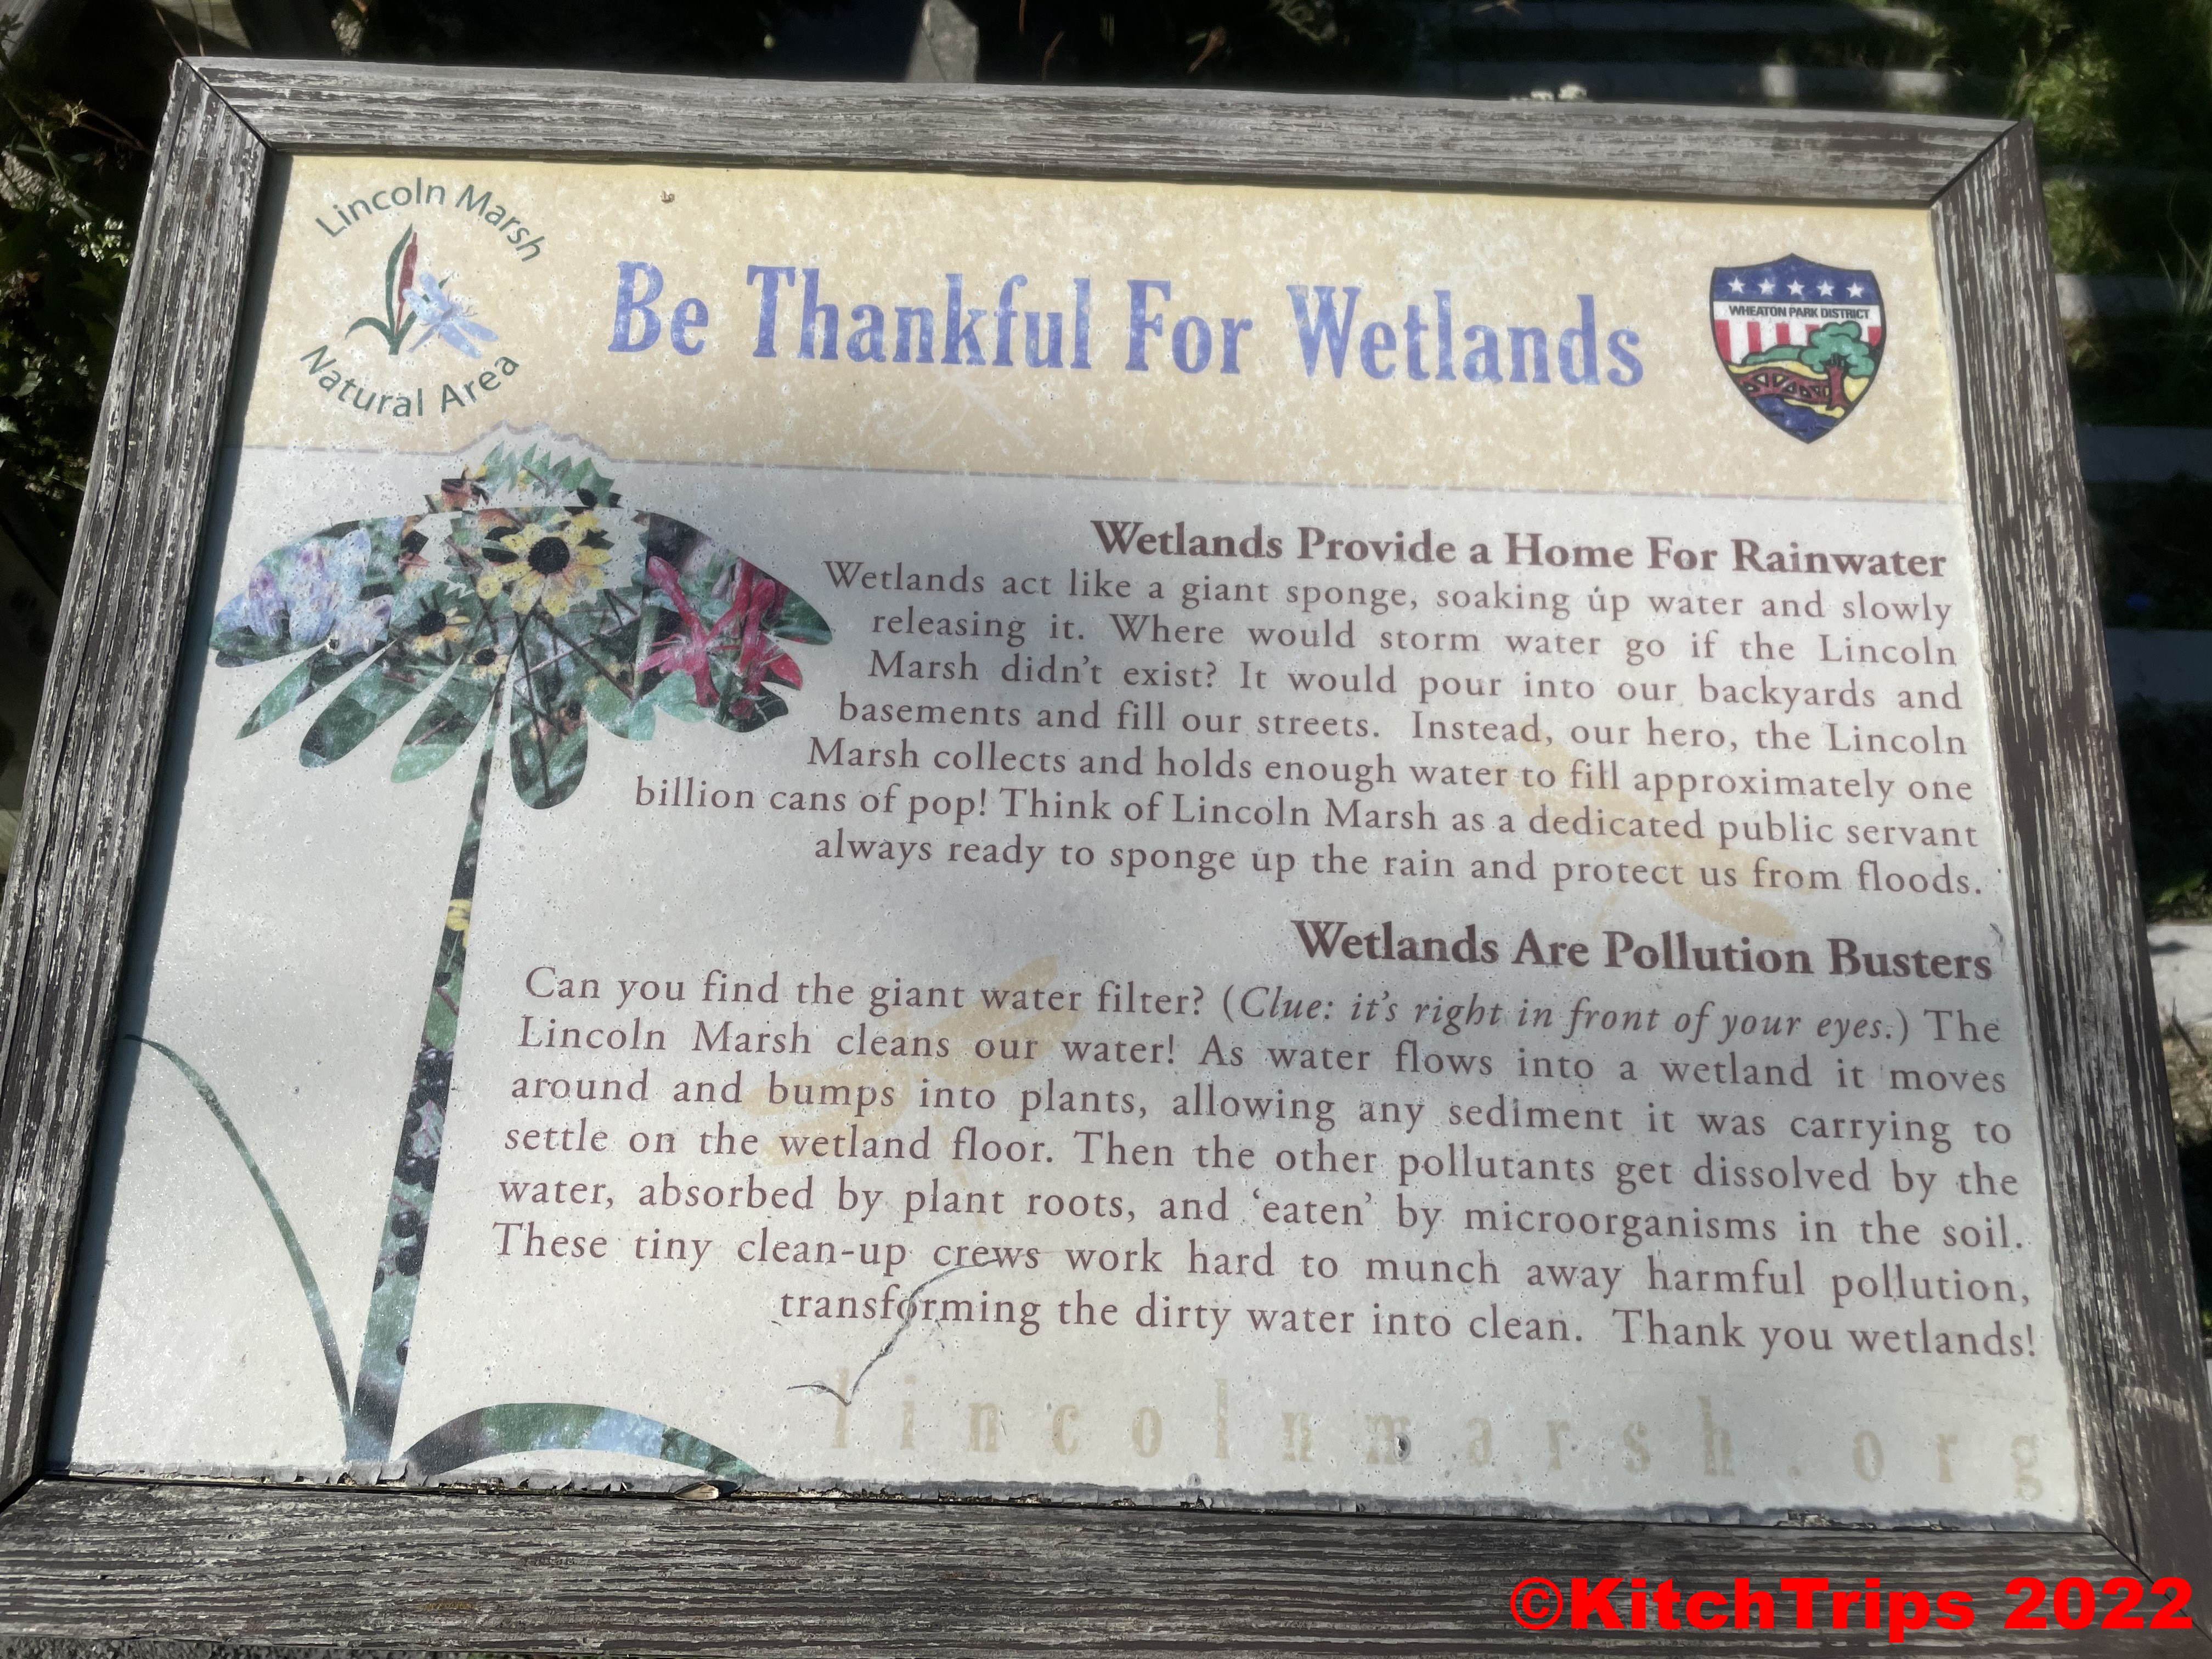 Lincoln Marsh
Natural Area
Be Thankful For Wetlands
WHEATON PARK DISTRICT
Wetlands Provide a Home For Rainwater
Wetlands act like a giant sponge, soaking up water and slowly
releasing it. Where would storm water go if the Lincoln
Marsh didn't exist? It would pour into our backyards and
basements and fill our streets. Instead, our hero, the Lincoln
Marsh collects and holds enough water to fill approximately one
billion cans of pop! Think of Lincoln Marsh as a dedicated public servant
always ready to sponge up the rain and protect us from floods.
Wetlands Are Pollution Busters
Can you find the giant water filter? (Clue: it's right in front of your eyes.) The
Lincoln Marsh cleans our water! As water flows into a wetland it moves
around and bumps into plants, allowing any sediment it was carrying to
settle on the wetland floor. Then the other pollutants get dissolved by the
water, absorbed by plant roots, and ‘eaten’ by microorganisms in the soil.
These tiny clean-up crews work hard to munch away harmful pollution,
transforming the dirty water into clean. Thank you wetlands!
lincolnmarsh.org
©KitchTrips 2022